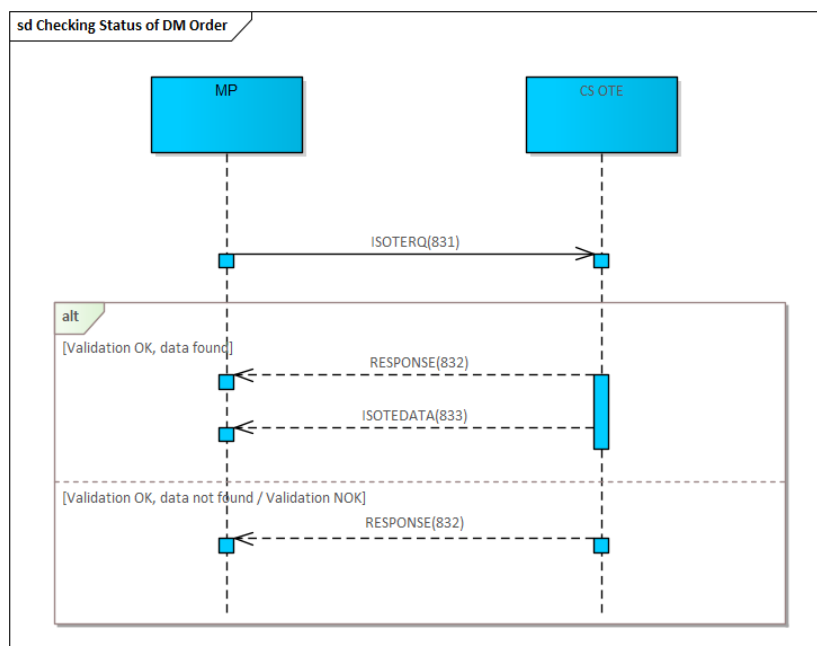 sd Checking Status of DM Order
MP
CS OTE
ISOTERQ(831)
alt
[Validation OK, data found]
RESPONSE(832)
ISOTEDATA(833)
[Validation OK, data not found / Validation NOK]
RESPONSE(832)